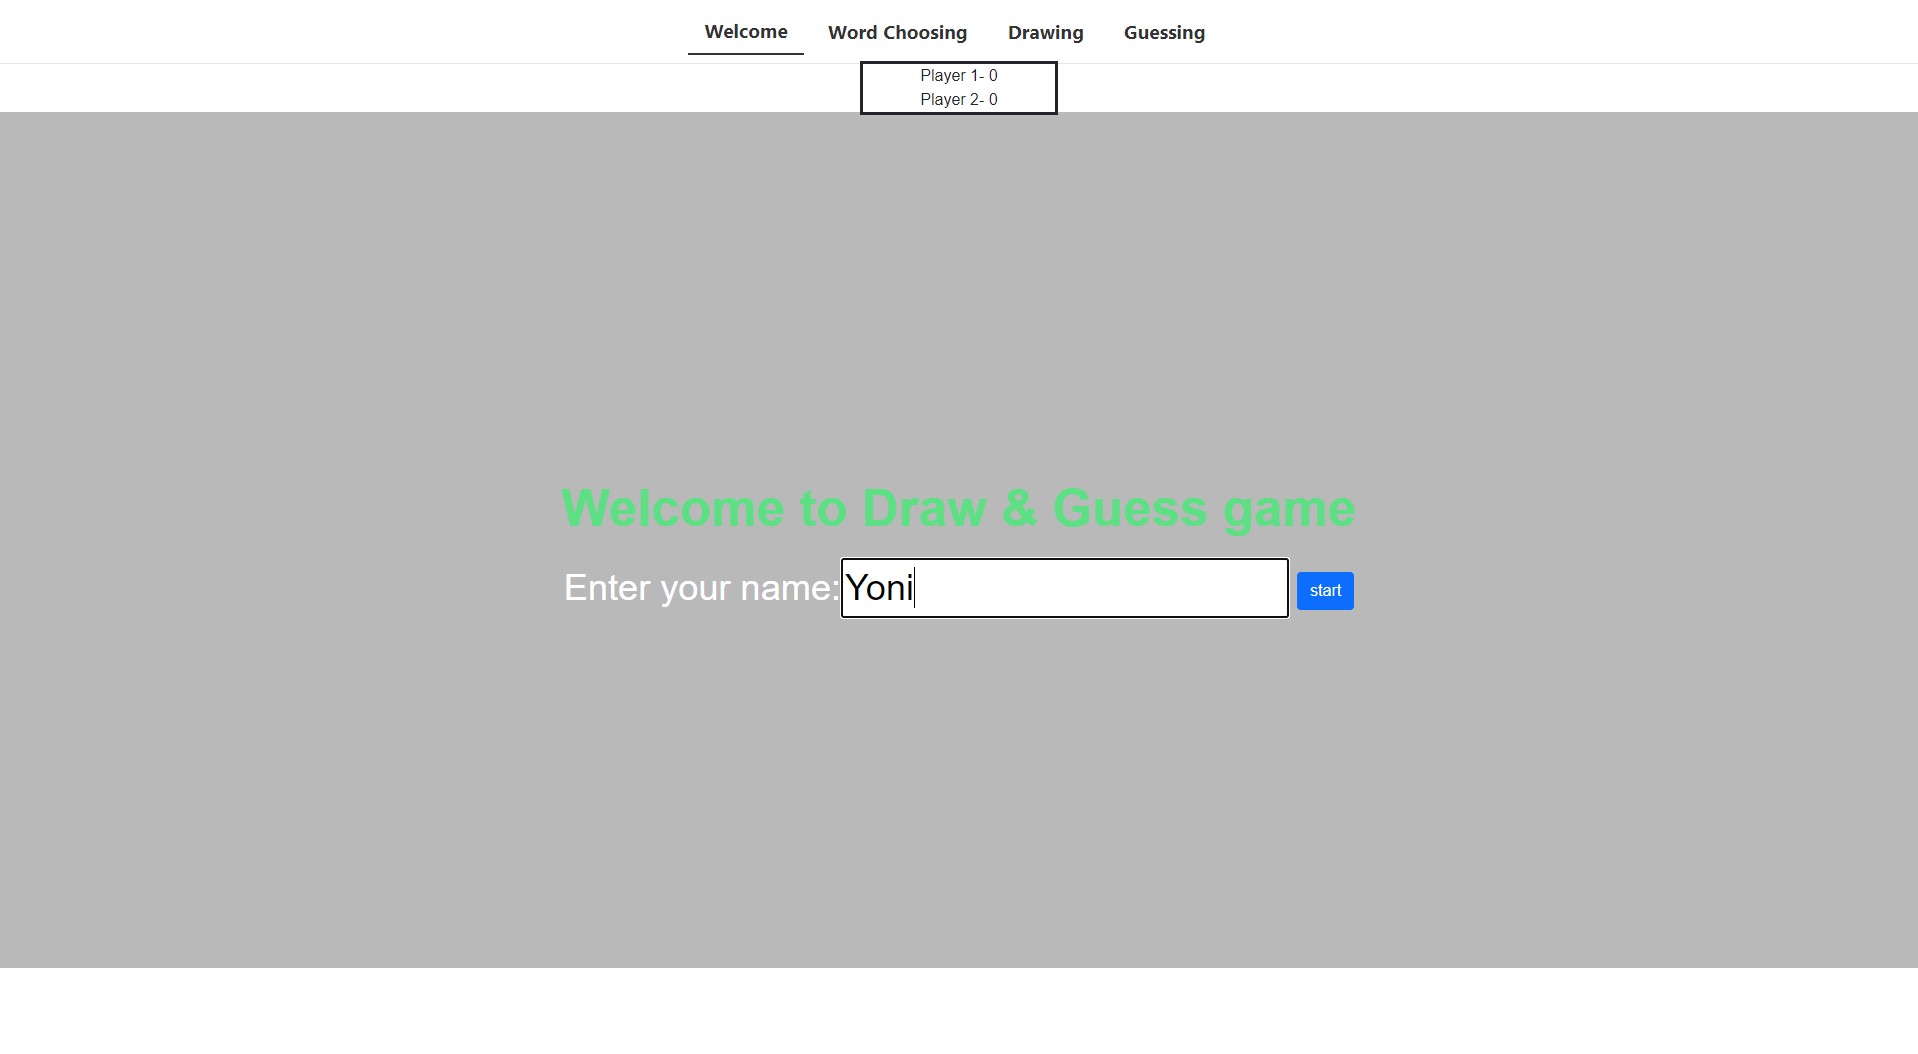 Welcome Word Choosing Drawing Guessing
Player 1- 0
Player 2- 0
Welcome to Draw & Guess game
Enter your name: Yoni start